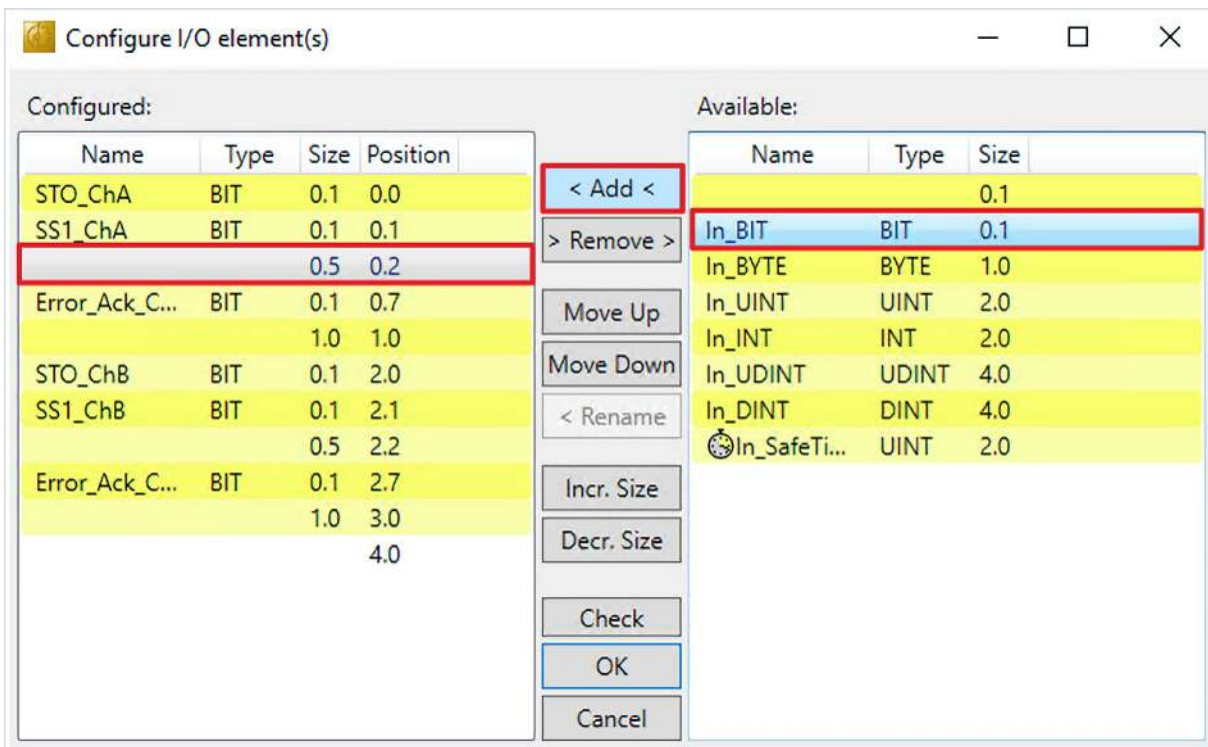 Configure I/O element(s)
Configured:
Name Type Size Position
STO_ChA BIT 0.1 0.0
SS1_ChA BIT 0.1 0.1
0.5 0.2
Error_Ack_C... BIT 0.1 0.7
1.0 1.0
STO_ChB BIT 0.1 2.0
SS1_ChB BIT 0.1 2.1
0.5 2.2
Error_Ack_C... BIT 0.1 2.7
1.0 3.0
4.0
< Add <
> Remove >
Move Up
Move Down
< Rename
Incr. Size
Decr. Size
Check
OK
Cancel
Available:
Name Type Size
0.1
In_BIT BIT 0.1
In_BYTE BYTE 1.0
In_UINT UINT 2.0
In_INT INT 2.0
In_UDINT UDINT 4.0
In_DINT DINT 4.0
In_SafeTi... UINT 2.0